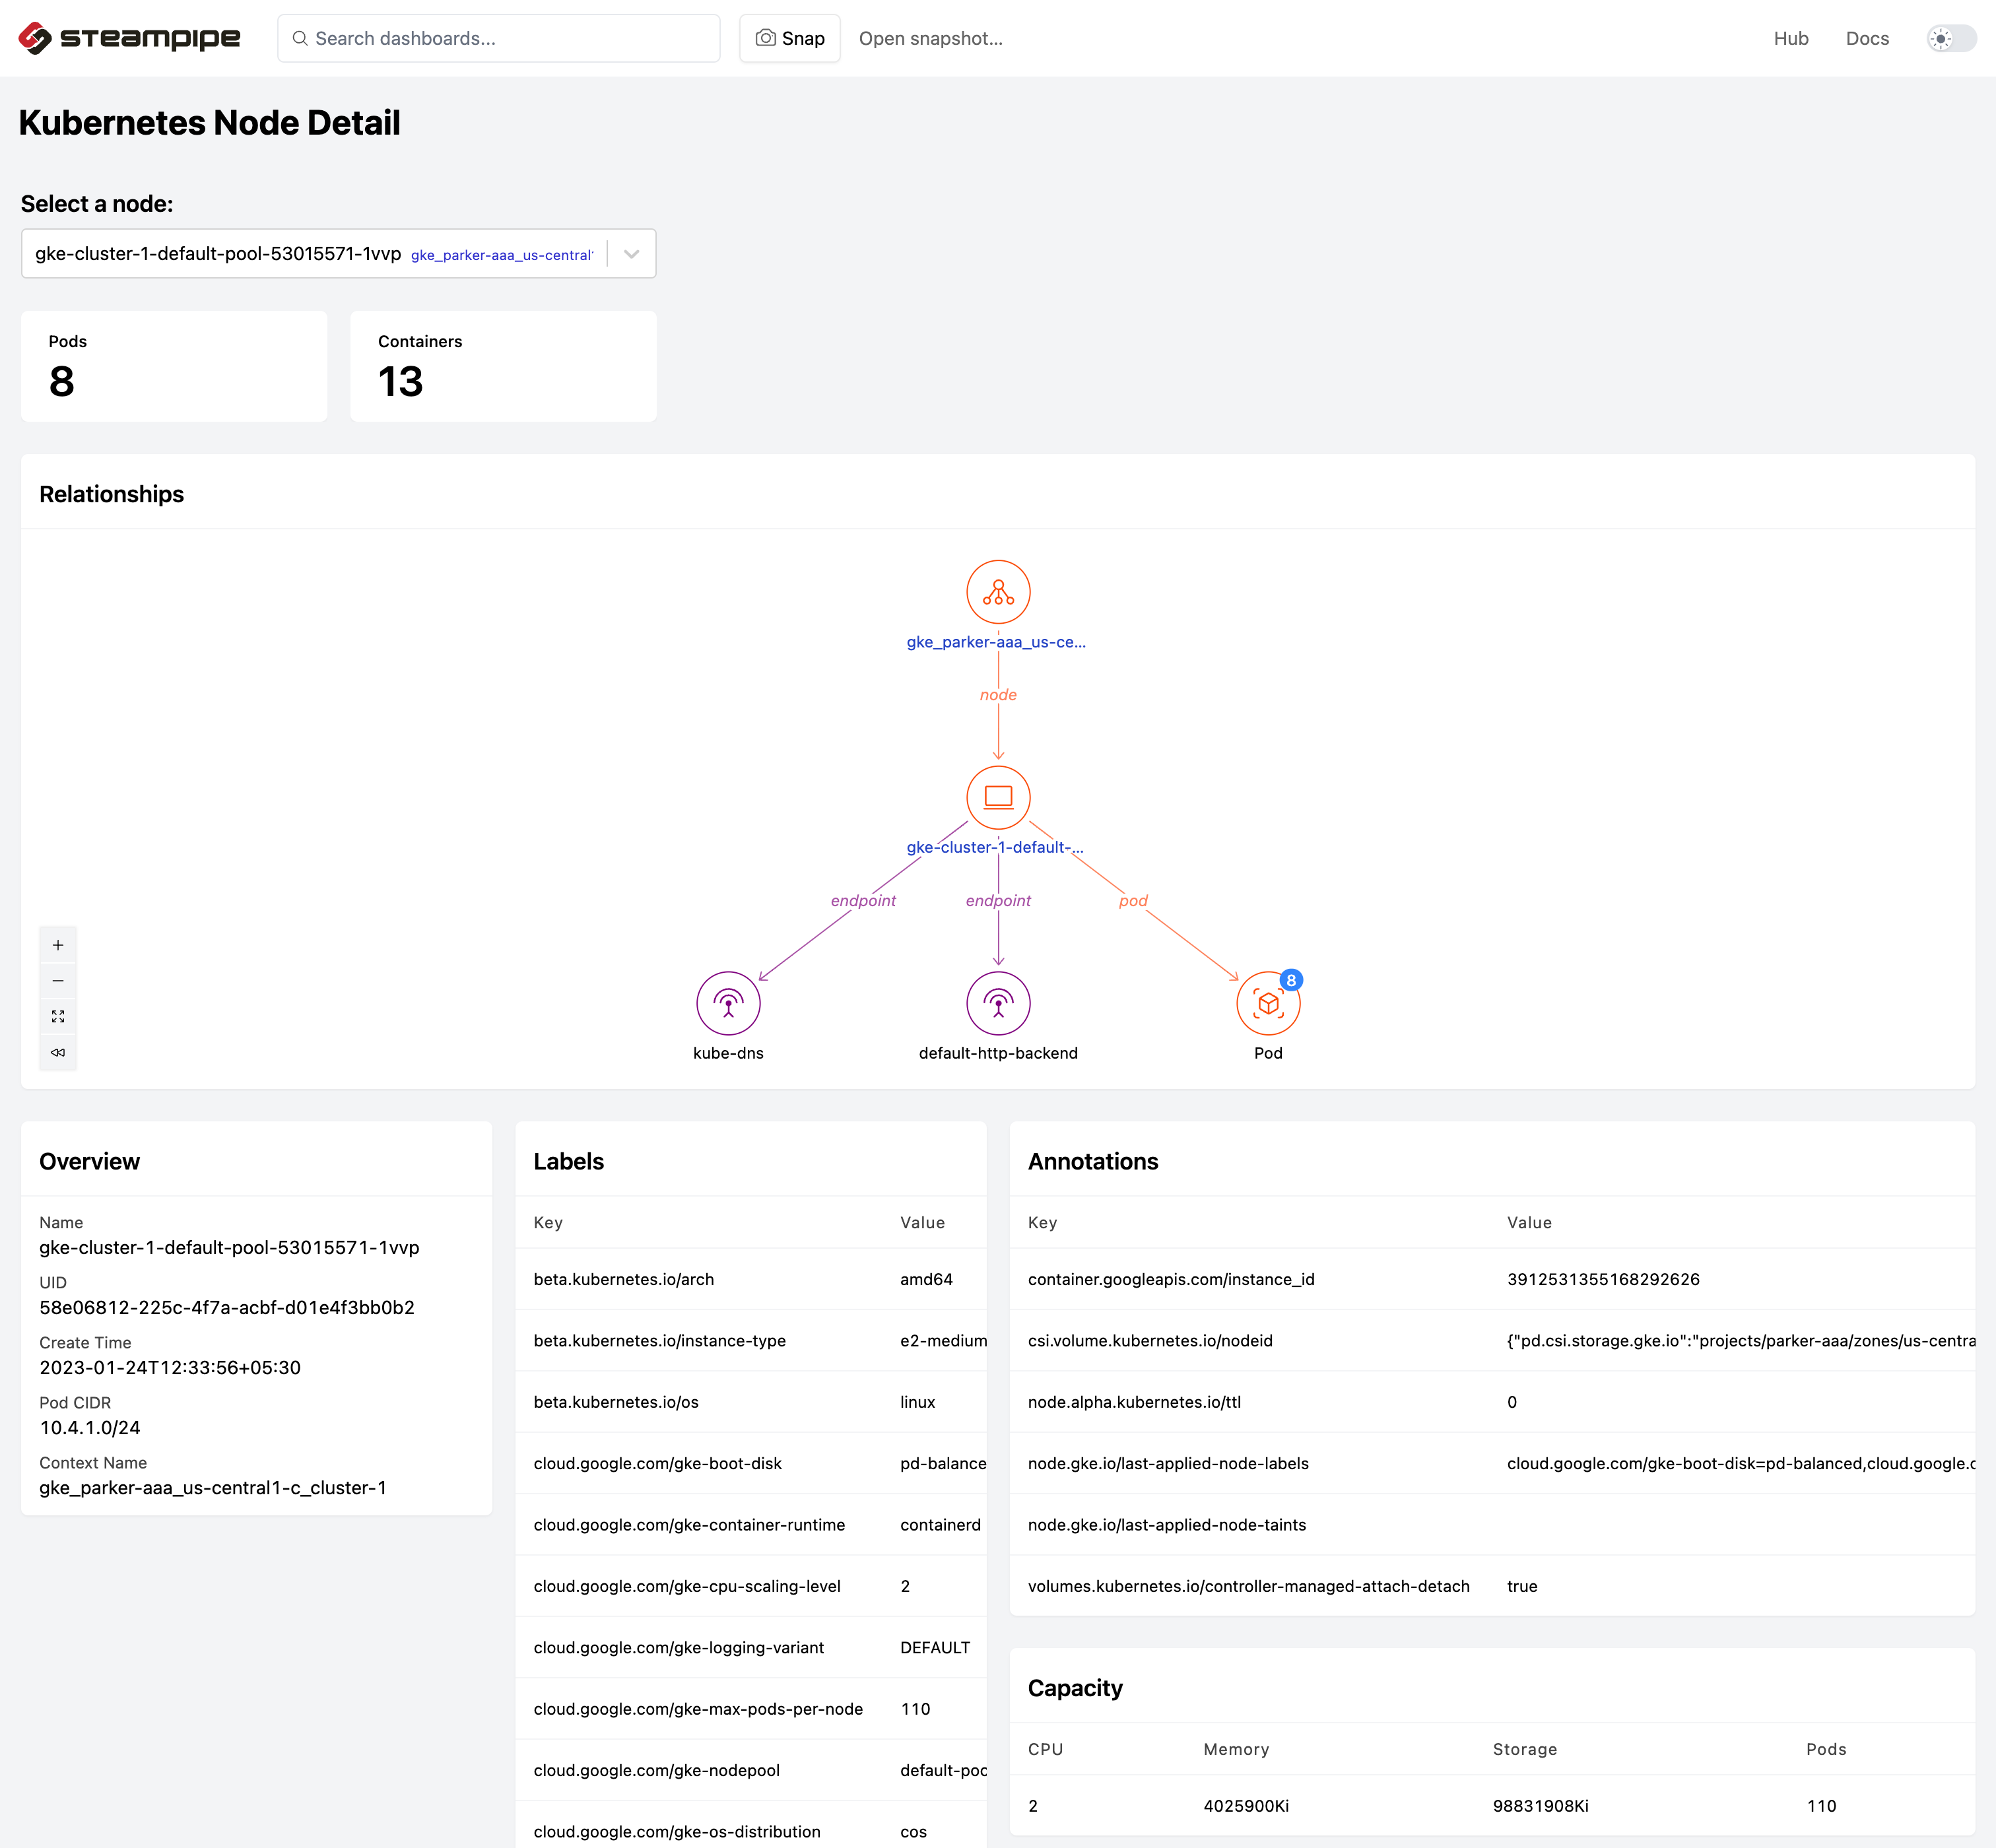 steampipe
Search dashboards...
Snap
Open snapshot...
Hub
Docs
Kubernetes Node Detail
Select a node:
gke-cluster-1-default-pool-53015571-1vvp gke_parker-aaa_us-central1
Pods
8
Containers
13
Relationships
gke_parker-aaa_us-ce...
node
gke-cluster-1-default-...
endpoint
endpoint
pod
8
kube-dns
default-http-backend
Pod
Overview
Name
gke-cluster-1-default-pool-53015571-1vvp
UID
58e06812-225c-4f7a-acbf-d01e4f3bb0b2
Create Time
2023-01-24T12:33:56+05:30
Pod CIDR
10.4.1.0/24
Context Name
gke_parker-aaa_us-central1-c_cluster-1
Labels
Key Value
beta.kubernetes.io/arch amd64
beta.kubernetes.io/instance-type e2-medium
beta.kubernetes.io/os linux
cloud.google.com/gke-boot-disk pd-balance
cloud.google.com/gke-container-runtime containerd
cloud.google.com/gke-cpu-scaling-level 2
cloud.google.com/gke-logging-variant DEFAULT
cloud.google.com/gke-max-pods-per-node 110
cloud.google.com/gke-nodepool default-poo
cloud.google.com/gke-os-distribution cos
Annotations
Key Value
container.googleapis.com/instance_id 3912531355168292626
csi.volume.kubernetes.io/nodeid {"pd.csi.storage.gke.io":"projects/parker-aaa/zones/us-centra
node.alpha.kubernetes.io/ttl 0
node.gke.io/last-applied-node-labels cloud.google.com/gke-boot-disk=pd-balanced,cloud.google.c
node.gke.io/last-applied-node-taints
volumes.kubernetes.io/controller-managed-attach-detach true
Capacity
CPU Memory Storage Pods
2 4025900Ki 98831908Ki 110